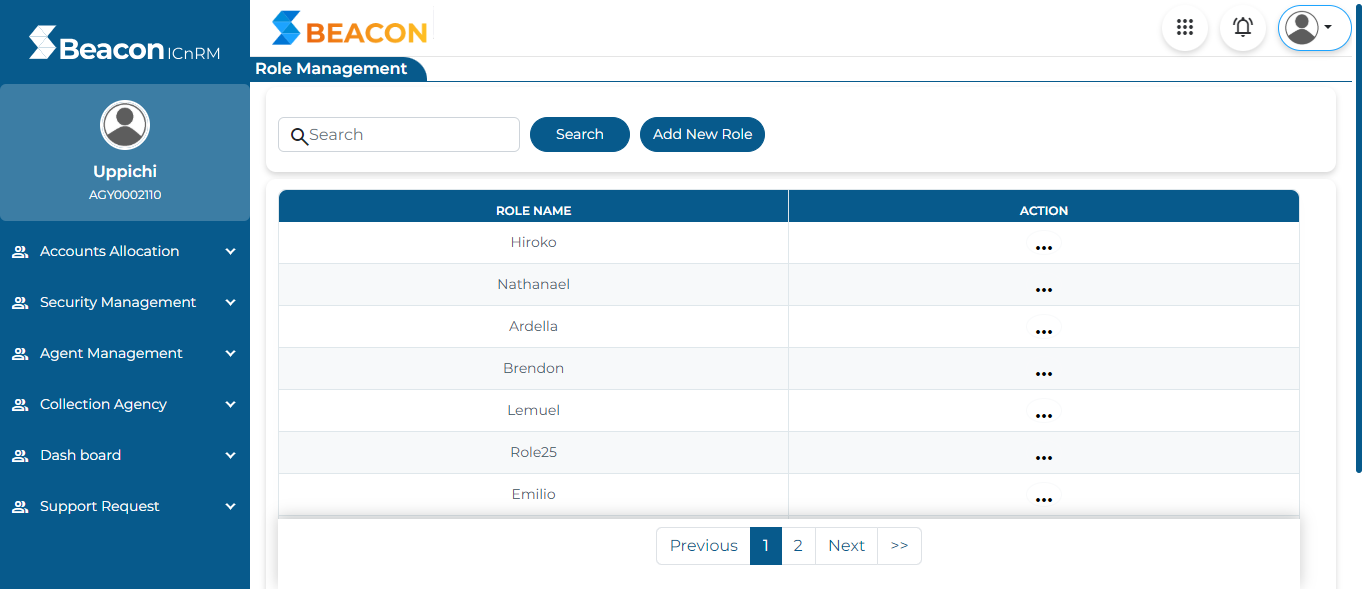 Beacon ICnRM
BEACON
Role Management
Uppichi
AGY0002110
Accounts Allocation
Security Management
Agent Management
Collection Agency
Dash board
Support Request
Search
Search
Add New Role
ROLE NAME ACTION
Hiroko
Nathanael
Ardella
Brendon
Lemuel
Role25
Emilio
Previous 1 2 Next >>